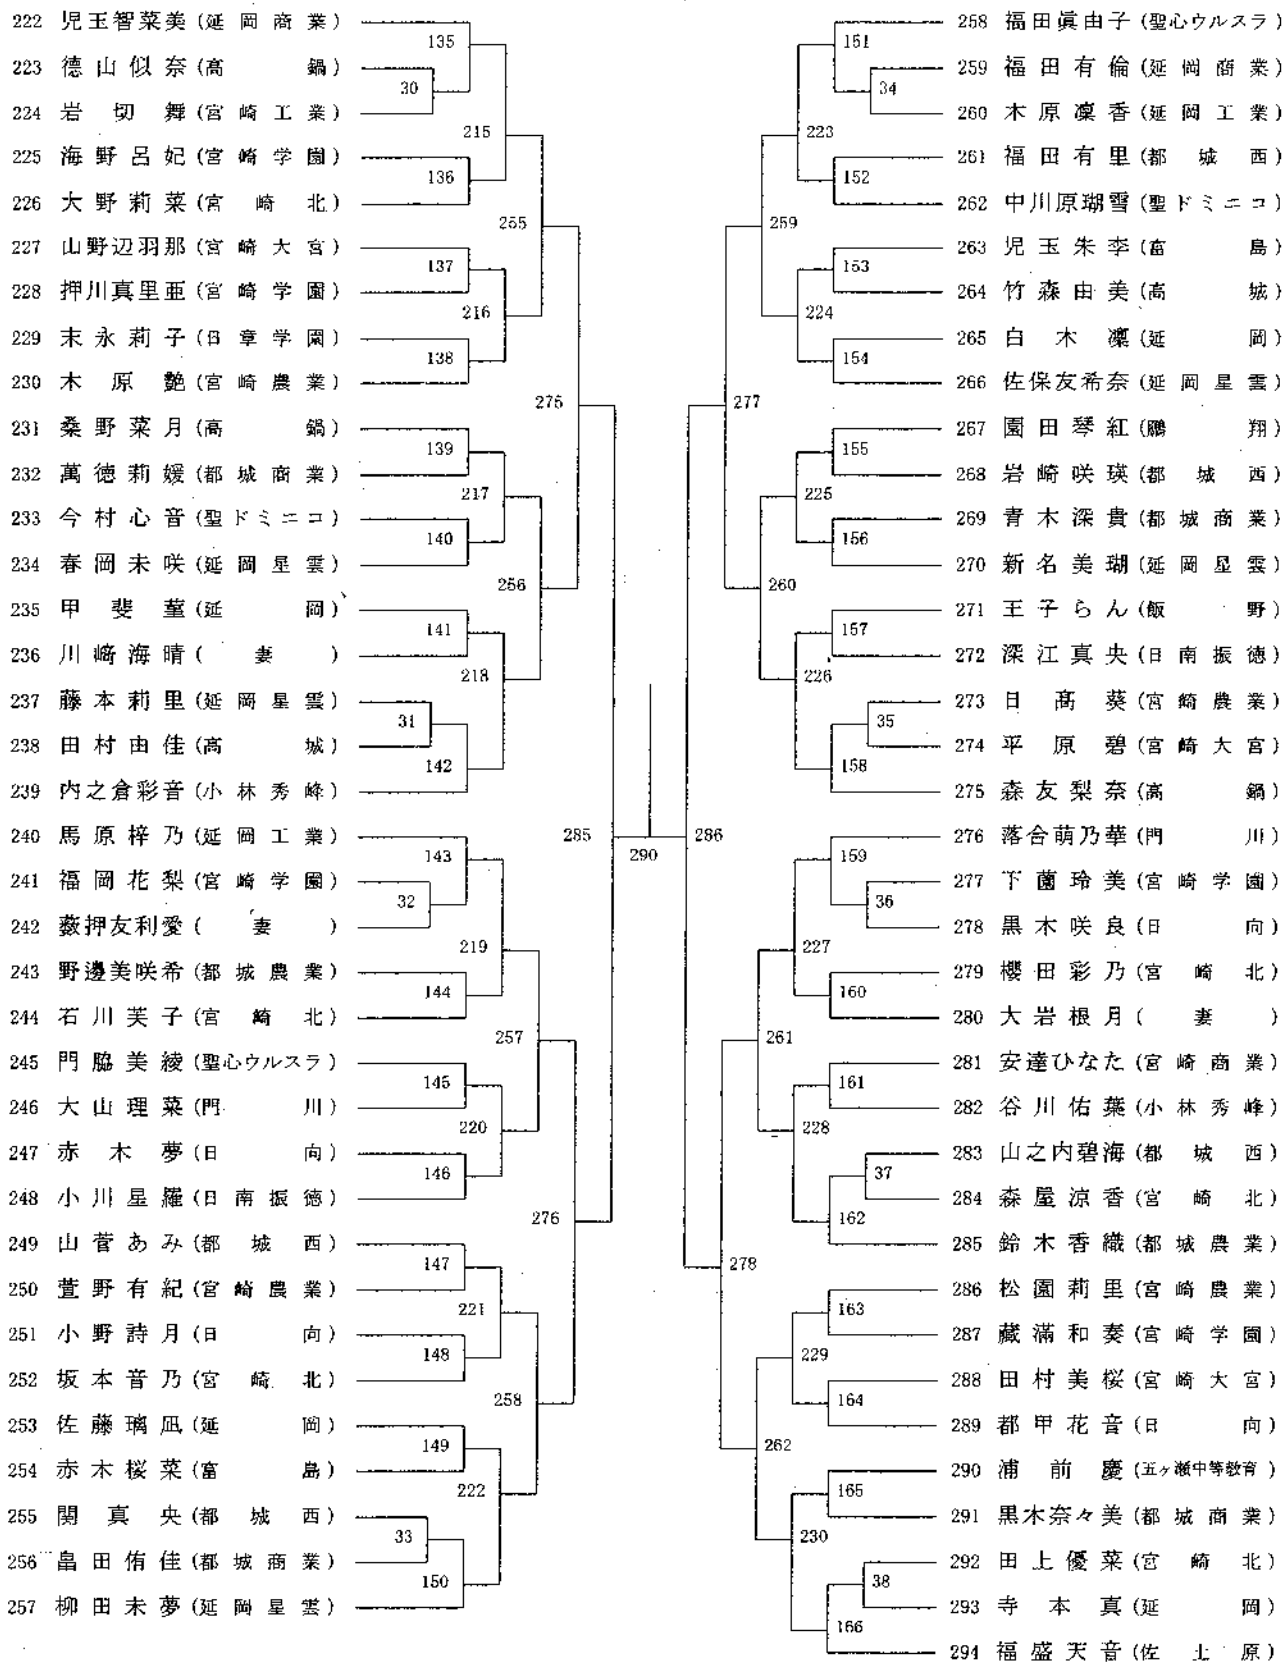 222 児玉智菜美 (延岡商業)
223 徳山似奈 (高鍋)
224 岩切舞 (宮崎工業)
225 海野呂妃 (宮崎学園)
226 大野莉菜 (宮崎北)
227 山野辺羽那 (宮崎大宮)
228 押川真里亜 (宮崎学園)
229 末永莉子 (日章学園)
230 木原艶 (宮崎農業)
231 桑野菜月 (高鍋)
232 萬徳莉媛 (都城商業)
233 今村心音 (聖ドミニコ)
234 春岡未咲 (延岡星雲)
235 甲斐菫 (延岡)
236 川﨑海晴 (妻)
237 藤本莉里 (延岡星雲)
238 田村由佳 (高城)
239 内之倉彩音 (小林秀峰)
240 馬原梓乃 (延岡工業)
241 福岡花梨 (宮崎学園)
242 薮押友利愛 (妻)
243 野邊美咲希 (都城農業)
244 石川芙子 (宮崎北)
245 門脇美綾 (聖心ウルスラ)
246 大山理菜 (門川)
247 赤木夢 (日向)
248 小川星羅 (日南振徳)
249 山菅あみ (都城西)
250 萱野有紀 (宮崎農業)
251 小野詩月 (日向)
252 坂本音乃 (宮崎北)
253 佐藤璃凪 (延岡)
254 赤木桜菜 (富島)
255 関真央 (都城西)
256 畠田侑佳 (都城商業)
257 柳田未夢 (延岡星雲)
135
30
215
136
255
137
216
138
275
139
217
140
256
141
218
31
142
285
143
32
219
144
257
145
220
146
276
147
221
148
258
149
222
33
150
290
286
151
34
223
152
259
153
224
154
277
155
225
156
260
157
226
35
158
159
36
227
160
261
161
228
37
162
278
163
229
164
262
165
230
38
166
258 福田眞由子 (聖心ウルスラ)
259 福田有倫 (延岡商業)
260 木原凜香 (延岡工業)
261 福田有里 (都城西)
262 中川原瑚雪 (聖ドミニコ)
263 児玉朱李 (富島)
264 竹森由美 (高城)
265 白木凜 (延岡)
266 佐保友希奈 (延岡星雲)
267 園田琴紅 (鵬翔)
268 岩崎咲瑛 (都城西)
269 青木深貴 (都城商業)
270 新名美瑚 (延岡星雲)
271 王子らん (飯野)
272 深江真央 (日南振徳)
273 日髙葵 (宮崎農業)
274 平原碧 (宮崎大宮)
275 森友梨奈 (高鍋)
276 落合萌乃華 (門川)
277 下薗玲美 (宮崎学園)
278 黒木咲良 (日向)
279 櫻田彩乃 (宮崎北)
280 大岩根月 (妻)
281 安達ひなた (宮崎商業)
282 谷川佑葉 (小林秀峰)
283 山之内碧海 (都城西)
284 森屋涼香 (宮崎北)
285 鈴木香織 (都城農業)
286 松園莉里 (宮崎農業)
287 藏満和奏 (宮崎学園)
288 田村美桜 (宮崎大宮)
289 都甲花音 (日向)
290 浦前慶 (五ヶ瀬中等教育)
291 黒木奈々美 (都城商業)
292 田上優菜 (宮崎北)
293 寺本真 (延岡)
294 福盛天音 (佐土原)